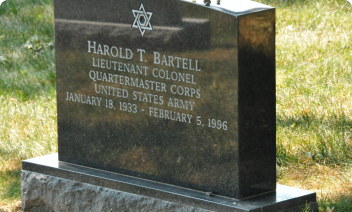 HAROLD T. BARTELL
LIEUTENANT COLONEL
QUARTERMASTER CORPS
UNITED STATES ARMY
JANUARY 18, 1933 - FEBRUARY 5, 1996